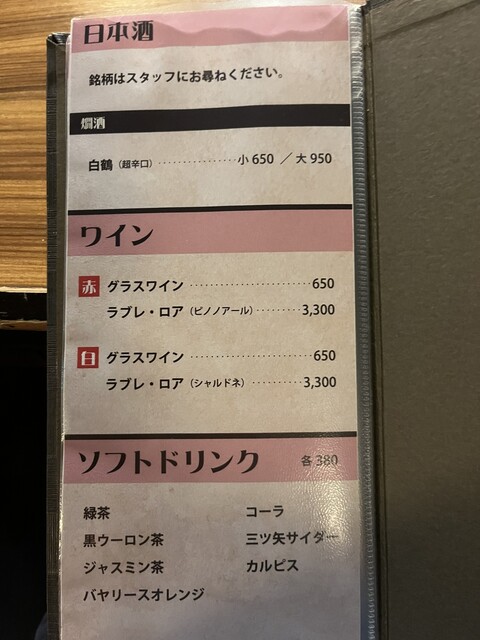 日本酒
銘柄はスタッフにお尋ねください。
燗酒
白鶴（超辛口）‥‥‥‥‥‥小 650 ／ 大 950
ワイン
赤 グラスワイン ‥‥‥‥‥‥‥‥‥‥650
ラブレ・ロア（ピノノアール）‥‥‥‥3,300
白 グラスワイン ‥‥‥‥‥‥‥‥‥‥650
ラブレ・ロア（シャルドネ）‥‥‥‥3,300
ソフトドリンク 各 380
緑茶 コーラ
黒ウーロン茶 三ツ矢サイダー
ジャスミン茶 カルピス
バヤリースオレンジ